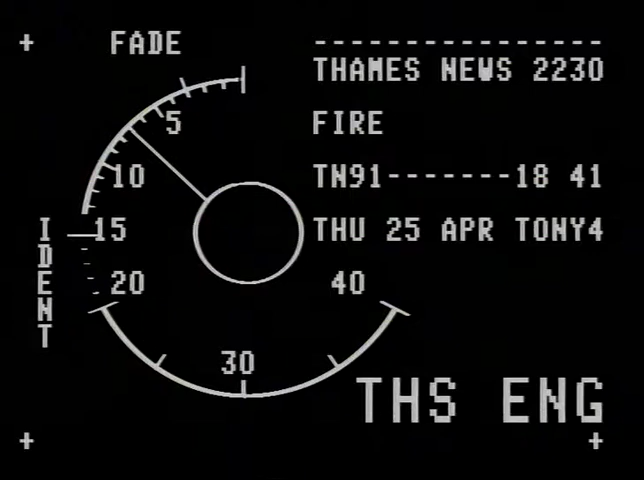 FADE
----------------
THAMES NEWS 2230
FIRE
TN91-------18 41
THU 25 APR TONY4
5
10
15
20
30
40
IDENT
THS ENG